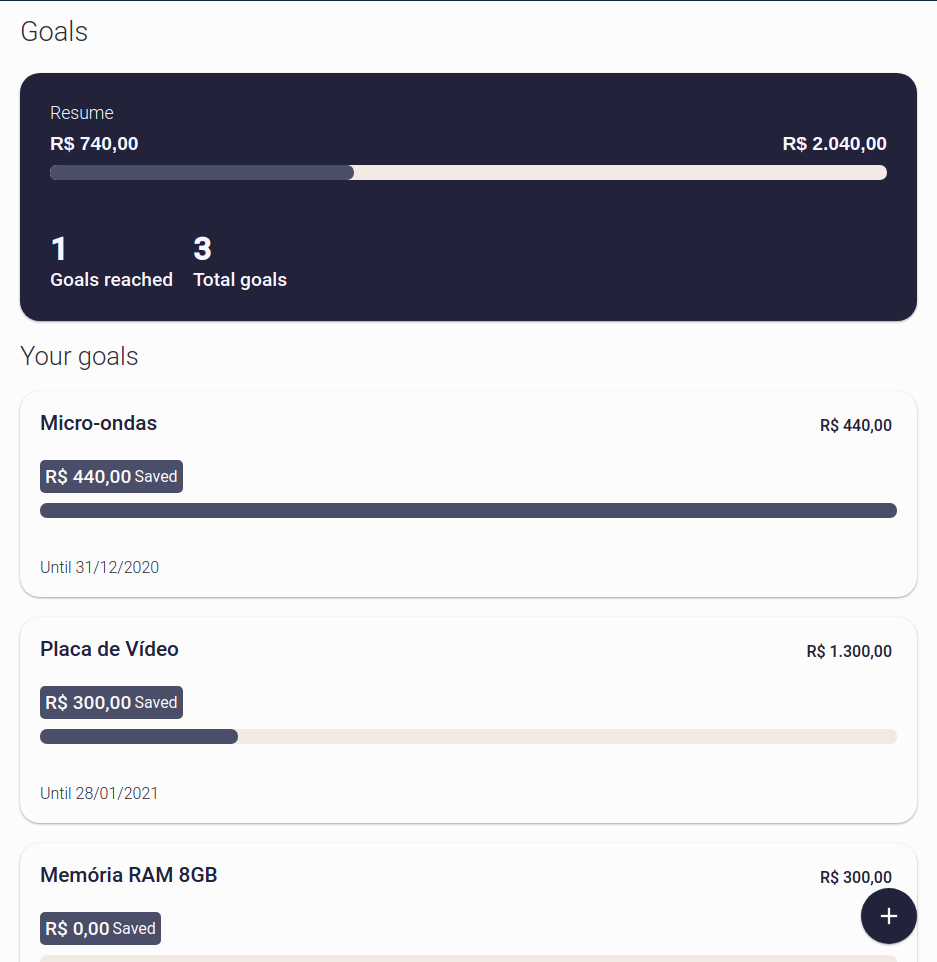 Goals
Resume
R$ 740,00 R$ 2.040,00
1 3
Goals reached Total goals
Your goals
Micro-ondas R$ 440,00
R$ 440,00 Saved
Until 31/12/2020
Placa de Vídeo R$ 1.300,00
R$ 300,00 Saved
Until 28/01/2021
Memória RAM 8GB R$ 300,00
R$ 0,00 Saved
+